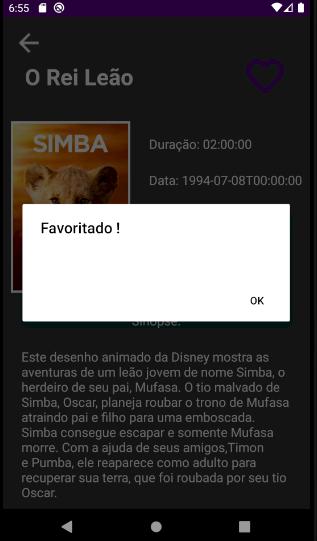 6:55
O Rei Leão
SIMBA
Duração: 02:00:00
Data: 1994-07-08T00:00:00
Favoritado !
OK
Sinopse:
Este desenho animado da Disney mostra as
aventuras de um leão jovem de nome Simba, o
herdeiro de seu pai, Mufasa. O tio malvado de
Simba, Oscar, planeja roubar o trono de Mufasa
atraindo pai e filho para uma emboscada.
Simba consegue escapar e somente Mufasa
morre. Com a ajuda de seus amigos,Timon
e Pumba, ele reaparece como adulto para
recuperar sua terra, que foi roubada por seu tio
Oscar.